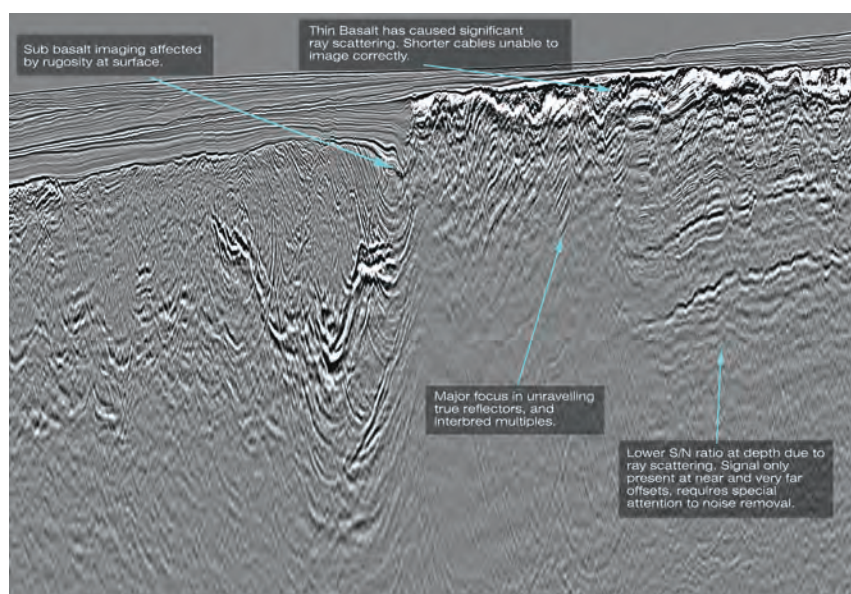 Sub basalt imaging affected
by rugosity at surface.
Thin Basalt has caused significant
ray scattering. Shorter cables unable to
image correctly.
Major focus in unravelling
true reflectors, and
interbred multiples.
Lower S/N ratio at depth due to
ray scattering. Signal only
present at near and very far
offsets, requires special
attention to noise removal.